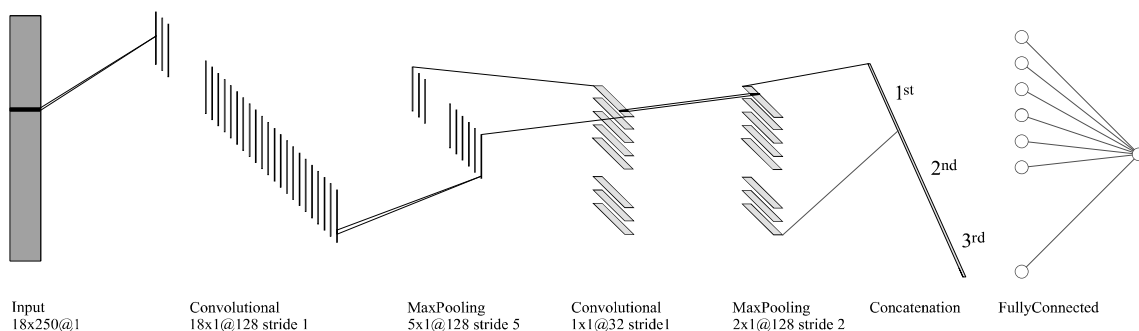 1st
2nd
3rd
Input
18x250@1
Convolutional
18x1@128 stride 1
MaxPooling
5x1@128 stride 5
Convolutional
1x1@32 stride1
MaxPooling
2x1@128 stride 2
Concatenation
FullyConnected